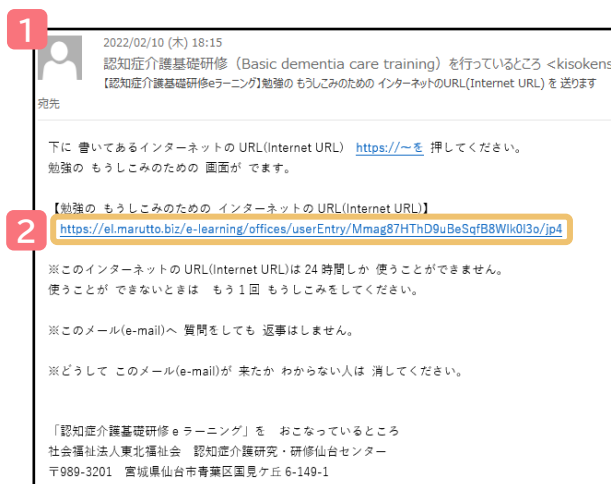 1
2022/02/10 (木) 18:15
認知症介護基礎研修（Basic dementia care training）を行っているところ <kisokens
【認知症介護基礎研修eラーニング】勉強の もうしこみのための インターネットのURL(Internet URL) を 送ります
宛先
下に 書いてあるインターネットの URL(Internet URL) https://～を 押してください。
勉強の もうしこみのための 画面が でます。
【勉強の もうしこみのための インターネットの URL(Internet URL)】
2
https://el.marutto.biz/e-learning/offices/userEntry/Mmag87HThD9uBeSqfB8Wlk0l3o/jp4
※このインターネットの URL(Internet URL)は 24 時間しか 使うことができません。
使うことが できないときは もう 1 回 もうしこみをしてください。
※このメール(e-mail)へ 質問をしても 返事はしません。
※どうして このメール(e-mail)が 来たか わからない人は 消してください。
「認知症介護基礎研修 e ラーニング」を おこなっているところ
社会福祉法人東北福祉会 認知症介護研究・研修仙台センター
〒989-3201 宮城県仙台市青葉区国見ケ丘 6-149-1